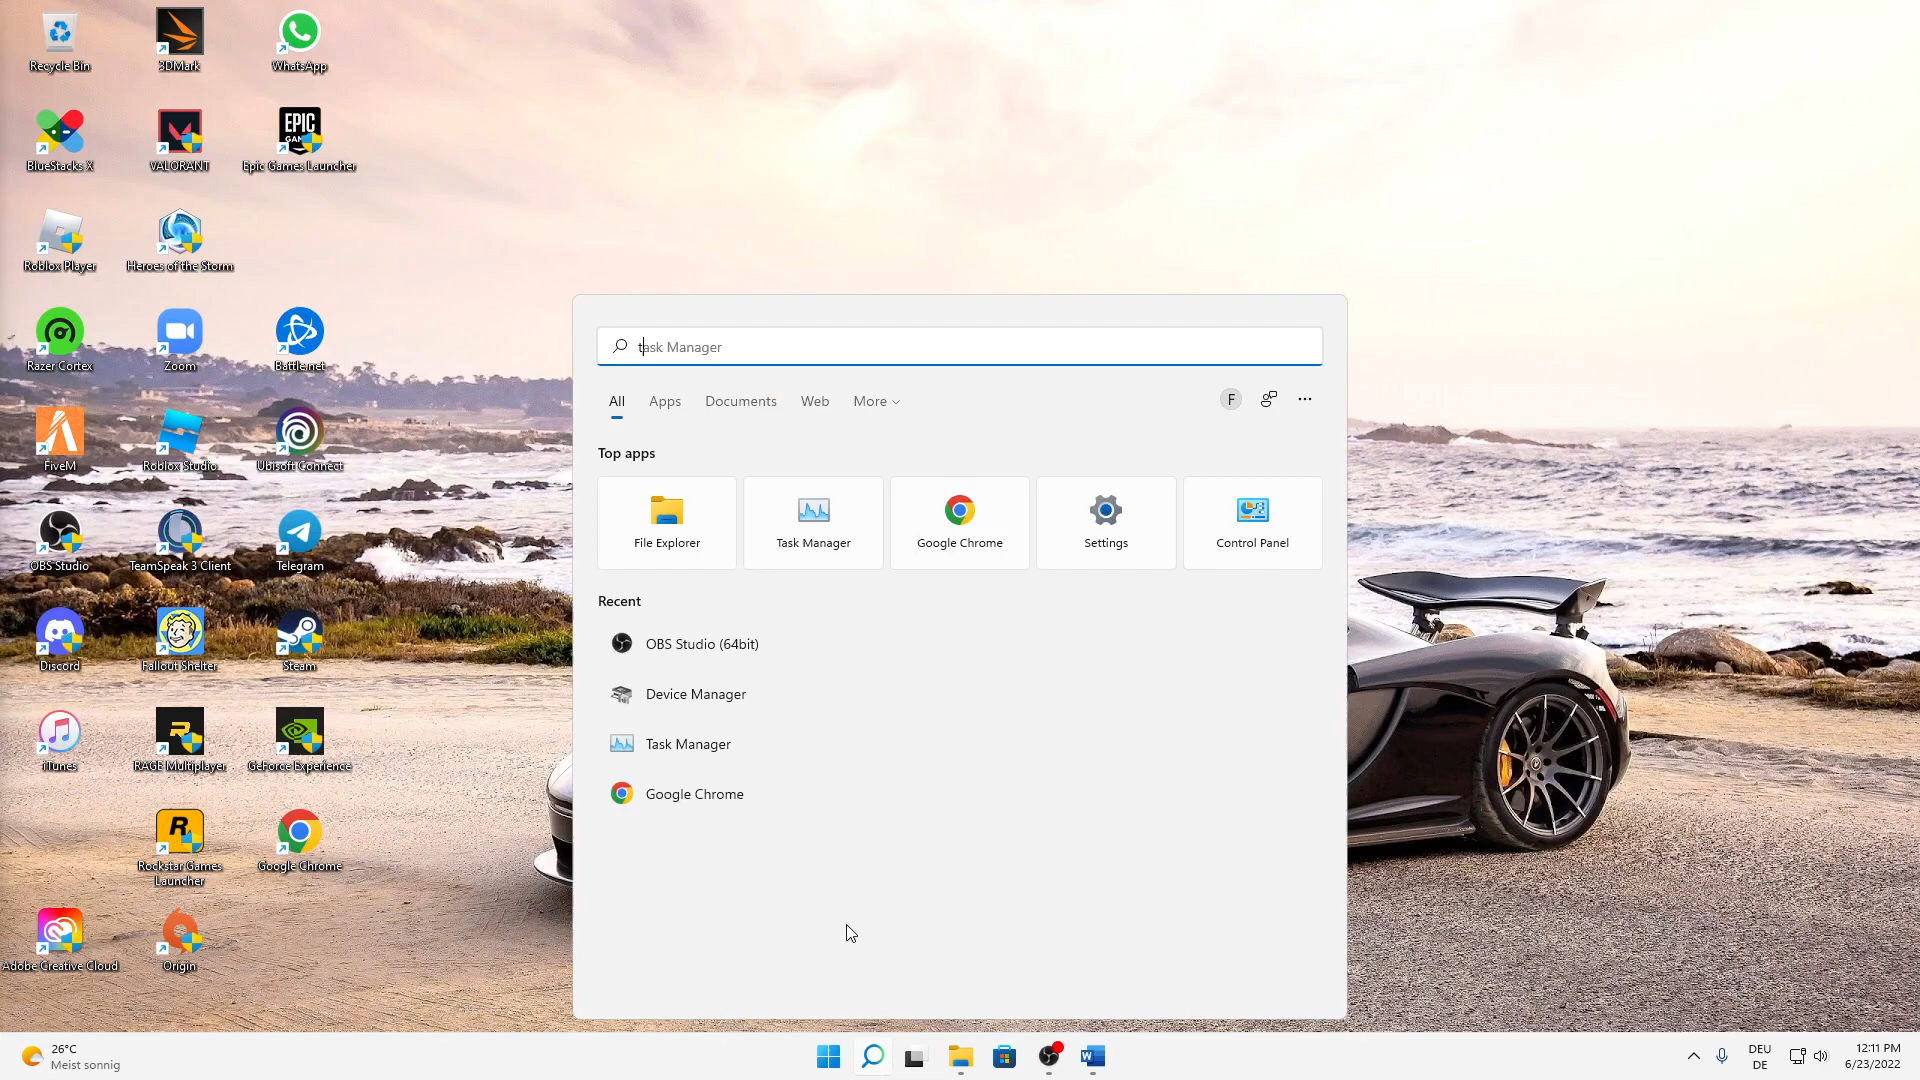 Recycle Bin
3DMark
WhatsApp
BlueStacks X
VALORANT
EPIC
GAMES
Epic Games Launcher
Roblox Player
Heroes of the Storm
Razer Cortex
Zoom
Battle.net
FiveM
Roblox Studio
Ubisoft Connect
OBS Studio
TeamSpeak 3 Client
Telegram
Discord
Fallout Shelter
Steam
iTunes
RAGE Multiplayer
GeForce Experience
Rockstar Games
Launcher
Google Chrome
Adobe Creative Cloud
Origin
task Manager
All
Apps
Documents
Web
More
F
Top apps
File Explorer
Task Manager
Google Chrome
Settings
Control Panel
Recent
OBS Studio (64bit)
Device Manager
Task Manager
Google Chrome
26°C
Meist sonnig
DEU
DE
12:11 PM
6/23/2022